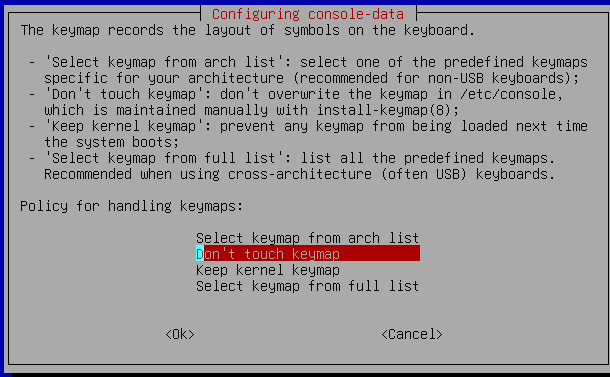 Configuring console-data
The keymap records the layout of symbols on the keyboard.
- 'Select keymap from arch list': select one of the predefined keymaps
specific for your architecture (recommended for non-USB keyboards);
- 'Don't touch keymap': don't overwrite the keymap in /etc/console,
which is maintained manually with install-keymap(8);
- 'Keep kernel keymap': prevent any keymap from being loaded next time
the system boots;
- 'Select keymap from full list': list all the predefined keymaps.
Recommended when using cross-architecture (often USB) keyboards.
Policy for handling keymaps:
Select keymap from arch list
Don't touch keymap
Keep kernel keymap
Select keymap from full list
<Ok> <Cancel>